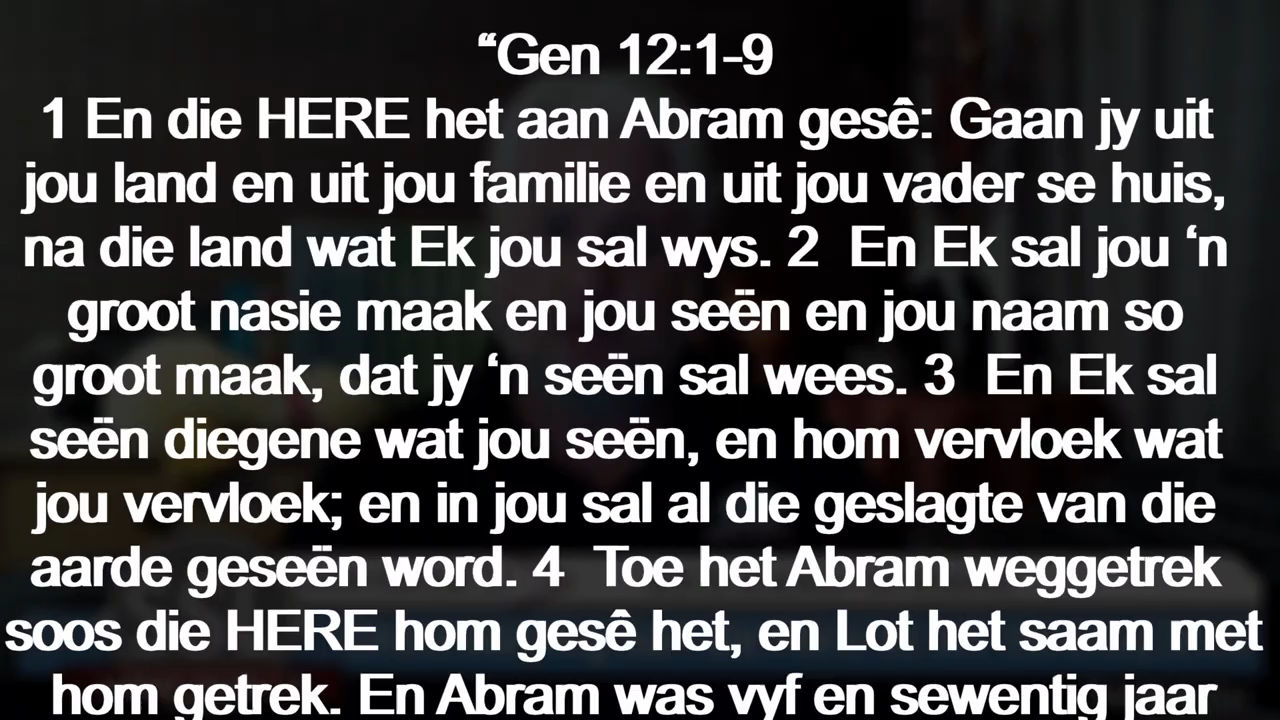 “Gen 12:1-9
1 En die HERE het aan Abram gesê: Gaan jy uit
jou land en uit jou familie en uit jou vader se huis,
na die land wat Ek jou sal wys. 2  En Ek sal jou ‘n
groot nasie maak en jou seën en jou naam so
groot maak, dat jy ‘n seën sal wees. 3  En Ek sal
seën diegene wat jou seën, en hom vervloek wat
jou vervloek; en in jou sal al die geslagte van die
aarde geseën word. 4  Toe het Abram weggetrek
soos die HERE hom gesê het, en Lot het saam met
hom getrek. En Abram was vyf en sewentig jaar